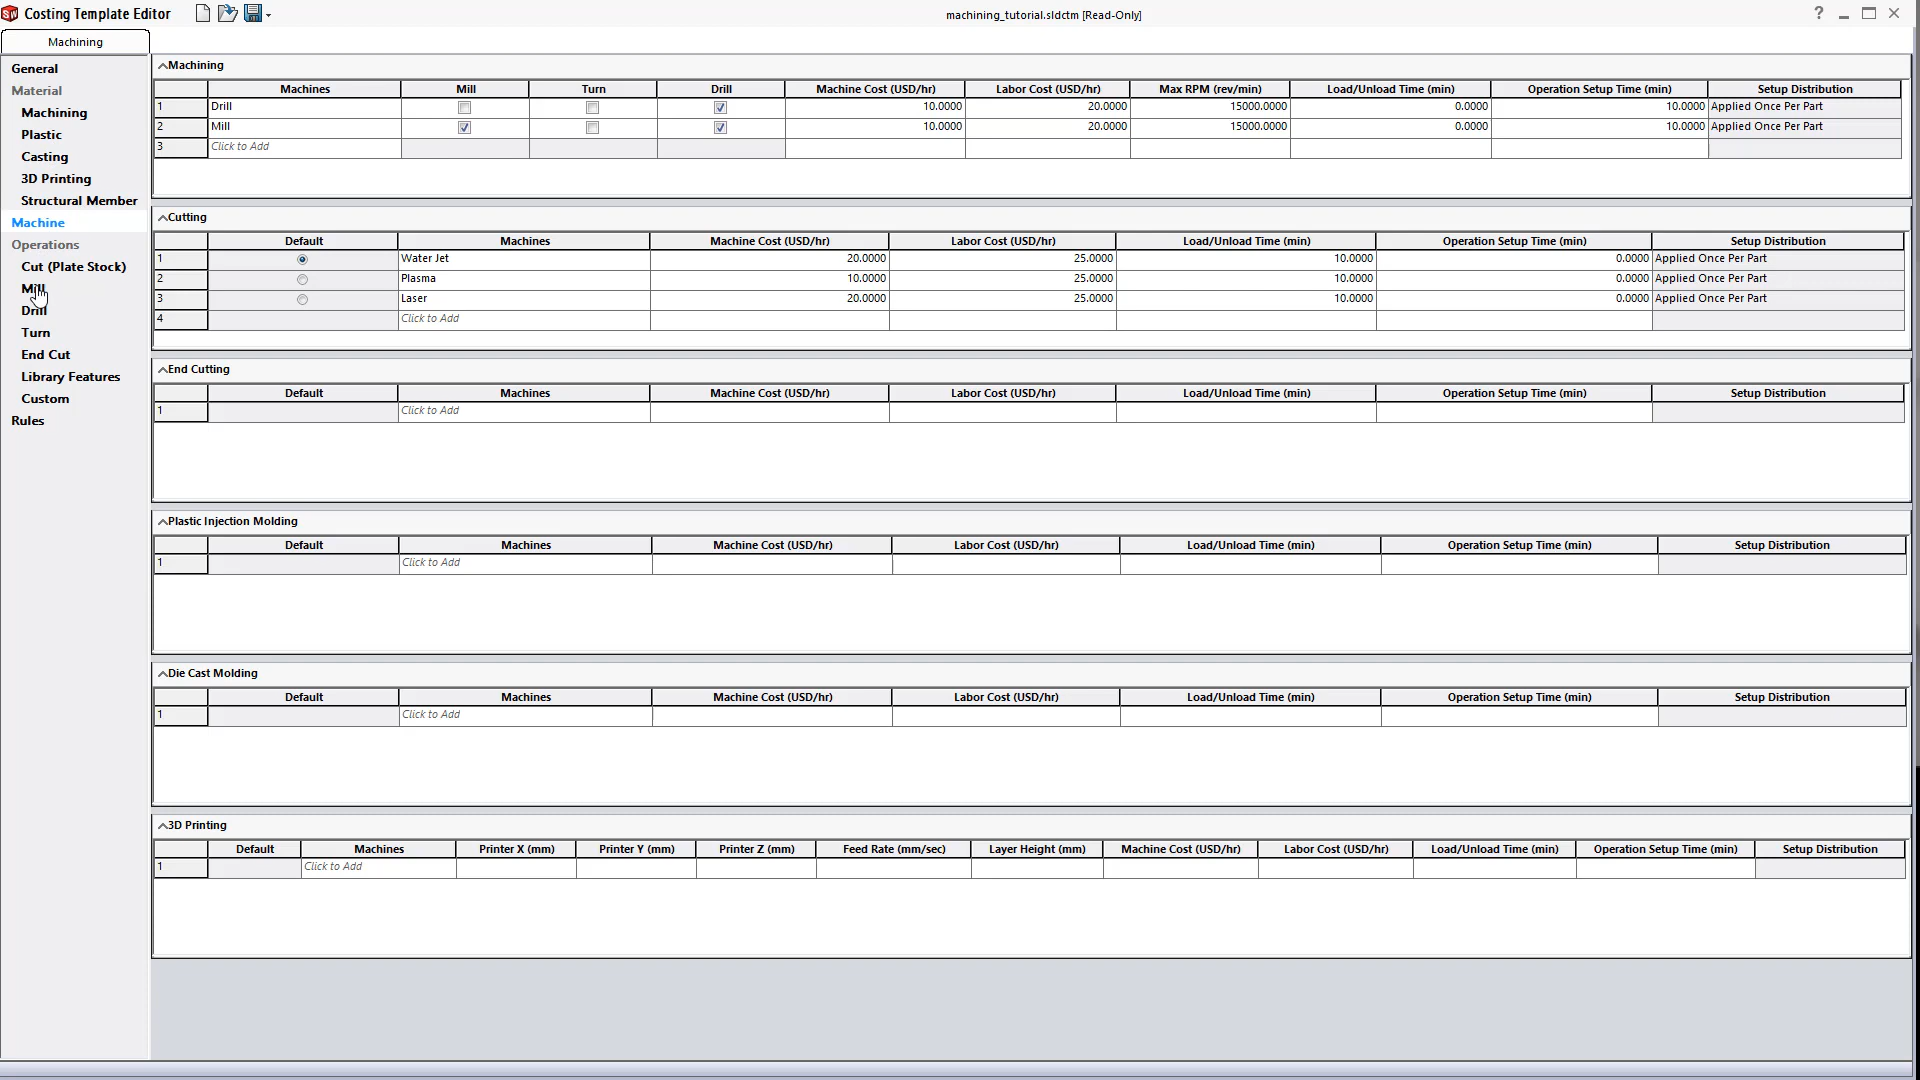 Costing Template Editor
machining_tutorial.sldctm [Read-Only]
?
Machining
General
Material
Machining
Plastic
Casting
3D Printing
Structural Member
Machine
Operations
Cut (Plate Stock)
Mill
Drill
Turn
End Cut
Library Features
Custom
Rules
Machining
Machines Mill Turn Drill Machine Cost (USD/hr) Labor Cost (USD/hr) Max RPM (rev/min) Load/Unload Time (min) Operation Setup Time (min) Setup Distribution
1 Drill 10.0000 20.0000 15000.0000 0.0000 10.0000 Applied Once Per Part
2 Mill 10.0000 20.0000 15000.0000 0.0000 10.0000 Applied Once Per Part
3 Click to Add
Cutting
Default Machines Machine Cost (USD/hr) Labor Cost (USD/hr) Load/Unload Time (min) Operation Setup Time (min) Setup Distribution
1 Water Jet 20.0000 25.0000 10.0000 0.0000 Applied Once Per Part
2 Plasma 10.0000 25.0000 10.0000 0.0000 Applied Once Per Part
3 Laser 20.0000 25.0000 10.0000 0.0000 Applied Once Per Part
4 Click to Add
End Cutting
Default Machines Machine Cost (USD/hr) Labor Cost (USD/hr) Load/Unload Time (min) Operation Setup Time (min) Setup Distribution
1 Click to Add
Plastic Injection Molding
Default Machines Machine Cost (USD/hr) Labor Cost (USD/hr) Load/Unload Time (min) Operation Setup Time (min) Setup Distribution
1 Click to Add
Die Cast Molding
Default Machines Machine Cost (USD/hr) Labor Cost (USD/hr) Load/Unload Time (min) Operation Setup Time (min) Setup Distribution
1 Click to Add
3D Printing
Default Machines Printer X (mm) Printer Y (mm) Printer Z (mm) Feed Rate (mm/sec) Layer Height (mm) Machine Cost (USD/hr) Labor Cost (USD/hr) Load/Unload Time (min) Operation Setup Time (min) Setup Distribution
1 Click to Add